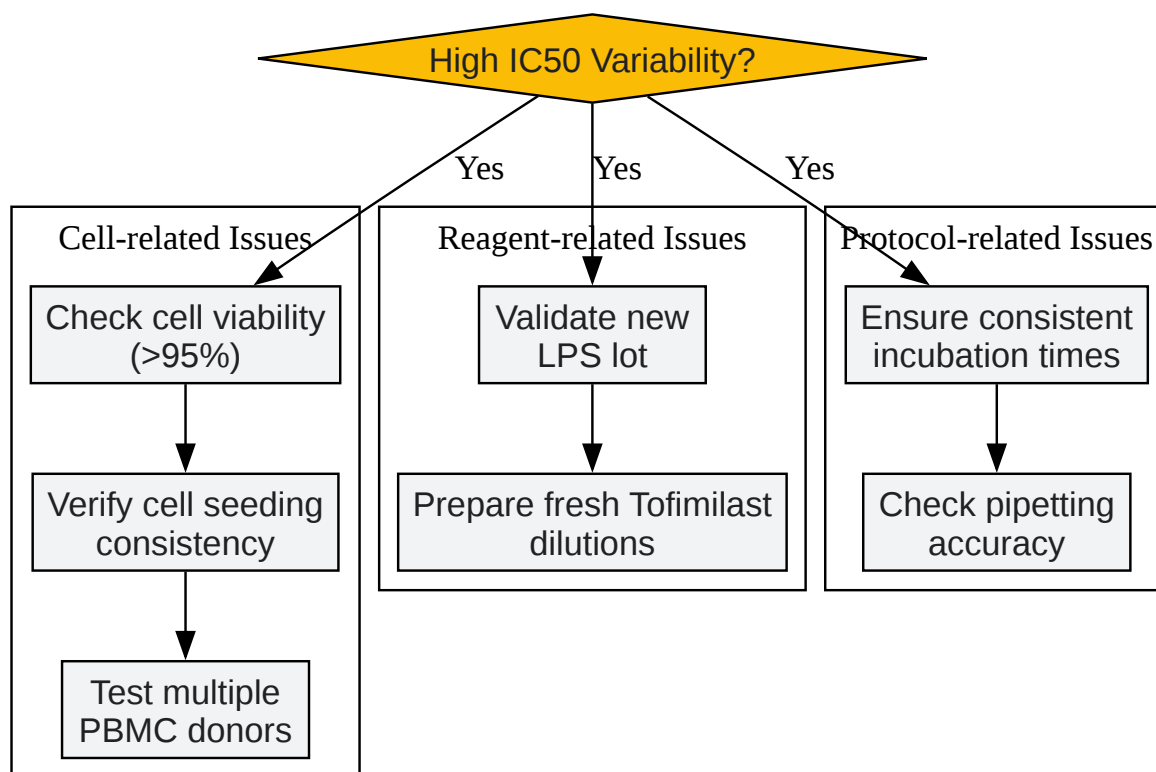 High IC50 Variability?
Yes
Yes
Yes
Cell-related Issues
Reagent-related Issues
Protocol-related Issues
Check cell viability
(>95%)
Validate new
LPS lot
Ensure consistent
incubation times
Verify cell seeding
consistency
Prepare fresh Tofimilast
dilutions
Check pipetting
accuracy
Test multiple
PBMC donors